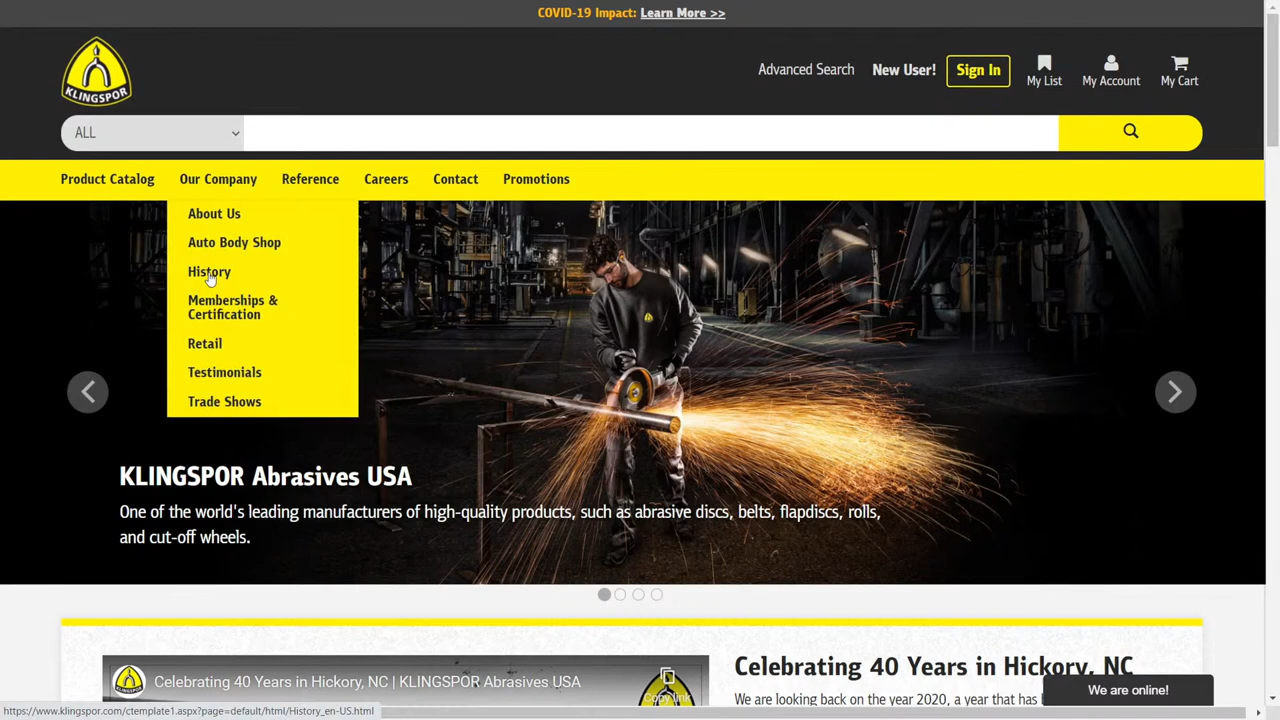 COVID-19 Impact: Learn More >>
KLINGSPOR
Advanced Search
New User!
Sign In
My List
My Account
My Cart
ALL
Product Catalog
Our Company
Reference
Careers
Contact
Promotions
About Us
Auto Body Shop
History
Memberships &
Certification
Retail
Testimonials
Trade Shows
KLINGSPOR Abrasives USA
One of the world's leading manufacturers of high-quality products, such as abrasive discs, belts, flapdiscs, rolls,
and cut-off wheels.
Celebrating 40 Years in Hickory, NC | KLINGSPOR Abrasives USA
Copy link
Celebrating 40 Years in Hickory, NC
We are looking back on the year 2020, a year that has
We are online!
https://www.klingspor.com/ctemplate1.aspx?page=default/html/History_en-US.html